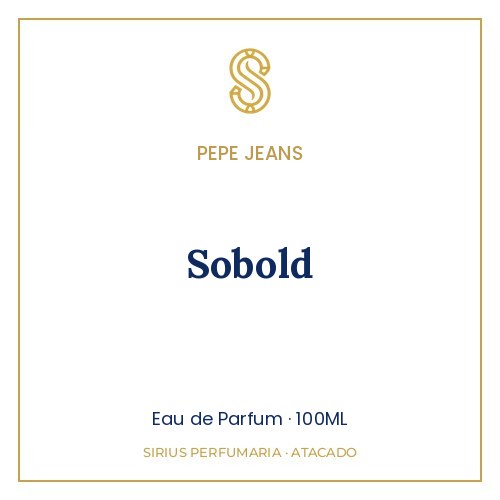 PEPE JEANS
Sobold
Eau de Parfum · 100ML
SIRIUS PERFUMARIA · ATACADO